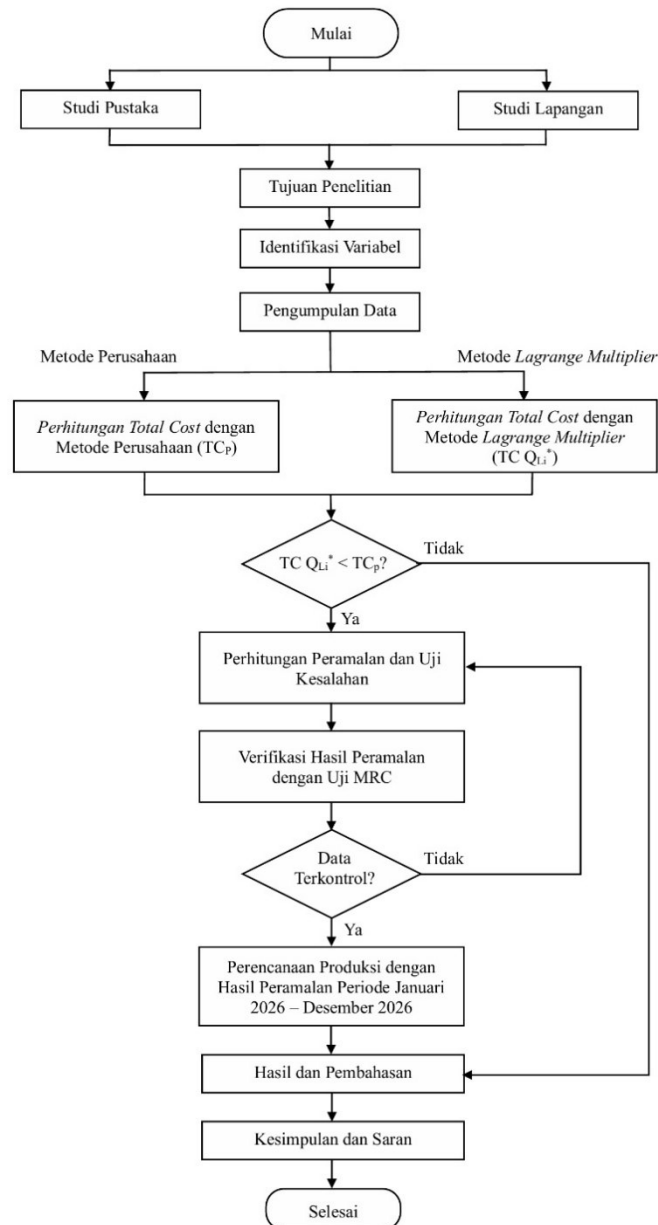 Mulai
Studi Pustaka
Studi Lapangan
Tujuan Penelitian
Identifikasi Variabel
Pengumpulan Data
Metode Perusahaan
Metode Lagrange Multiplier
Perhitungan Total Cost dengan
Metode Perusahaan (TCP)
Perhitungan Total Cost dengan
Metode Lagrange Multiplier
(TC QLi*)
TC QLi* < TCp?
Tidak
Ya
Perhitungan Peramalan dan Uji
Kesalahan
Verifikasi Hasil Peramalan
dengan Uji MRC
Data
Terkontrol?
Tidak
Ya
Perencanaan Produksi dengan
Hasil Peramalan Periode Januari
2026 – Desember 2026
Hasil dan Pembahasan
Kesimpulan dan Saran
Selesai